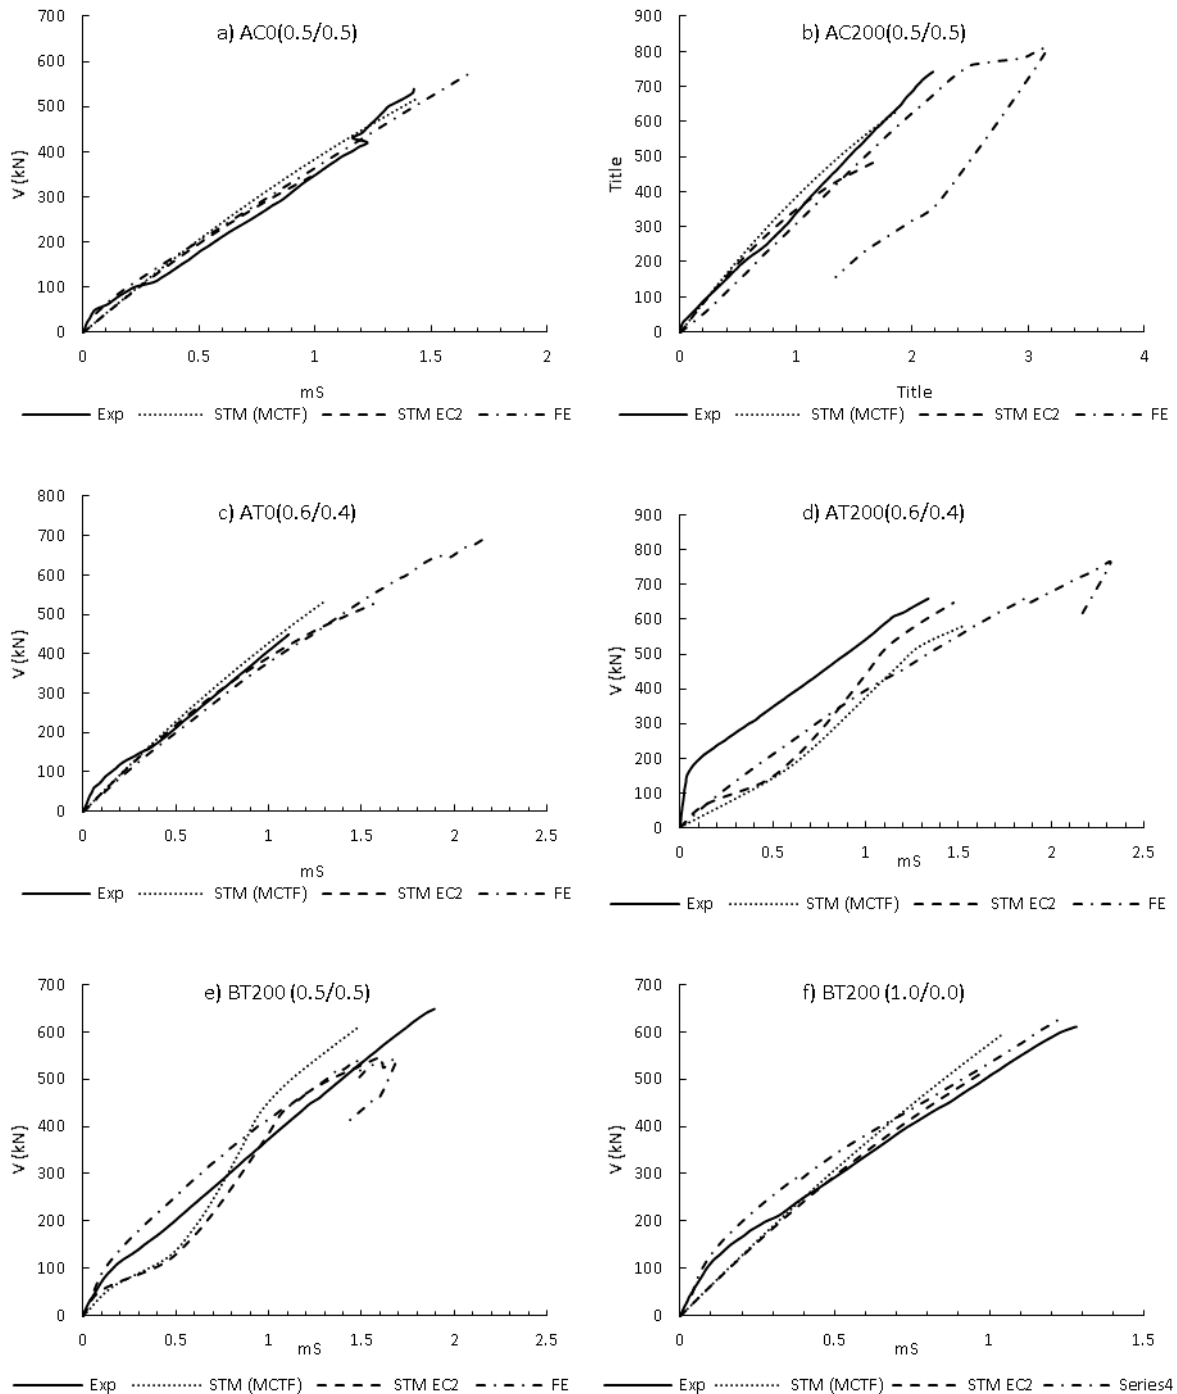 a) AC0(0.5/0.5)
700
600
500
400
300
200
100
0
V (kN)
0 0.5 1 1.5 2
mS
Exp STM (MCTF) STM EC2 FE
b) AC200(0.5/0.5)
900
800
700
600
500
400
300
200
100
0
Title
0 1 2 3 4
Title
Exp STM (MCTF) STM EC2 FE
c) AT0(0.6/0.4)
800
700
600
500
400
300
200
100
0
V (kN)
0 0.5 1 1.5 2 2.5
mS
Exp STM (MCTF) STM EC2 FE
d) AT200(0.6/0.4)
900
800
700
600
500
400
300
200
100
0
V (kN)
0 0.5 1 1.5 2 2.5
mS
Exp STM (MCTF) STM EC2 FE
e) BT200 (0.5/0.5)
700
600
500
400
300
200
100
0
V (kN)
0 0.5 1 1.5 2 2.5
mS
Exp STM (MCTF) STM EC2 FE
f) BT200 (1.0/0.0)
700
600
500
400
300
200
100
0
V (kN)
0 0.5 1 1.5
mS
Exp STM (MCTF) STM EC2 Series4